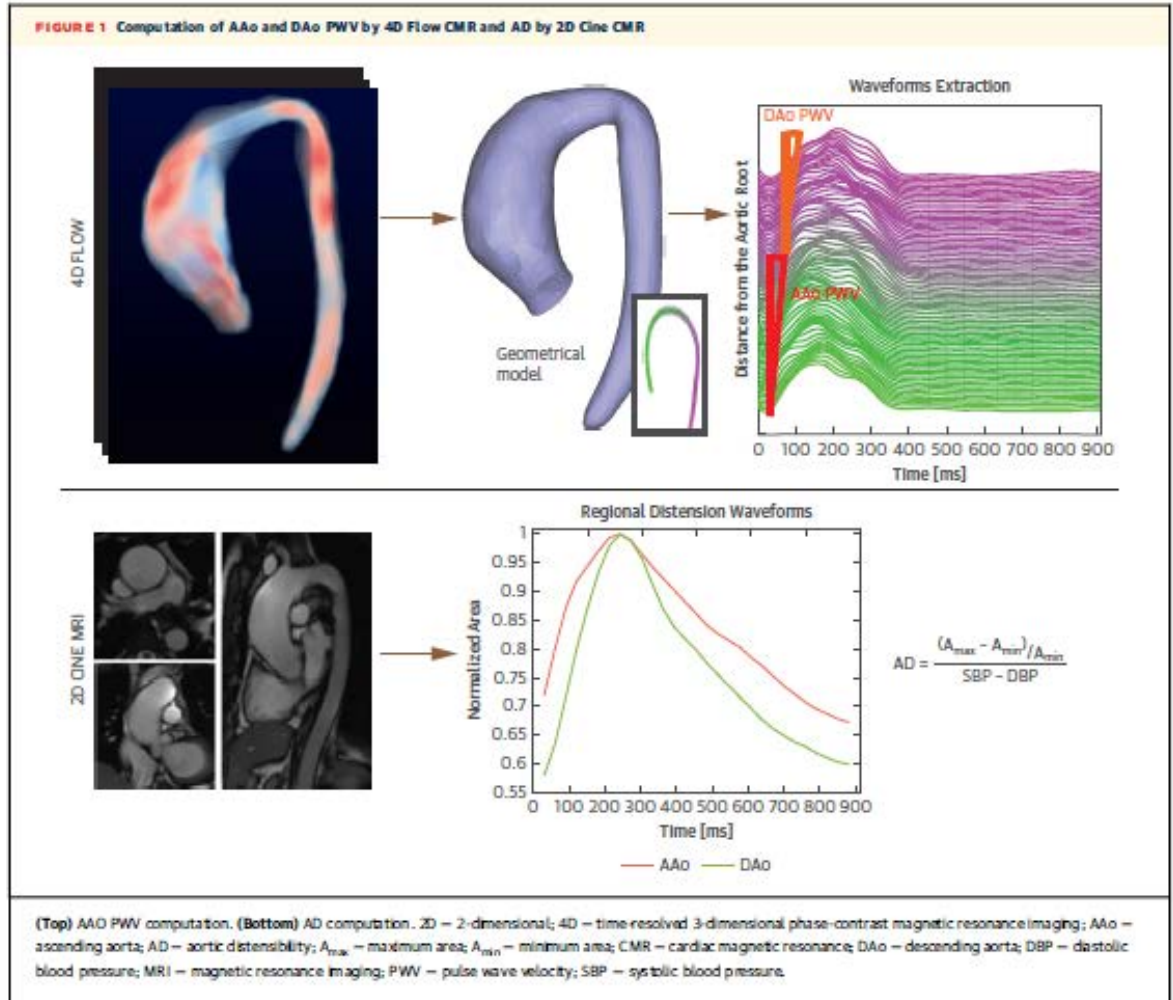 FIGURE 1 Computation of AAo and DAo PWV by 4D Flow CMR and AD by 2D Cine CMR
4D FLOW
Geometrical
model
Waveforms Extraction
DAo PWV
AAo PWV
Distance from the Aortic Root
0 100 200 300 400 500 600 700 800 900
Time [ms]
2D CINE MRI
Regional Distension Waveforms
Normalized Area
1
0.95
0.9
0.85
0.8
0.75
0.7
0.65
0.6
0.55
0 100 200 300 400 500 600 700 800 900
Time [ms]
AAo DAo
AD = (Amax – Amin)/Amin
SBP – DBP
(Top) AAO PWV computation. (Bottom) AD computation. 2D – 2-dimensional; 4D – time-resolved 3-dimensional phase-contrast magnetic resonance imaging; AAo –
ascending aorta; AD – aortic distensibility; Amax – maximum area; Amin – minimum area; CMR – cardiac magnetic resonance; DAo – descending aorta; DBP – diastolic
blood pressure; MRI – magnetic resonance imaging; PWV – pulse wave velocity; SBP – systolic blood pressure.